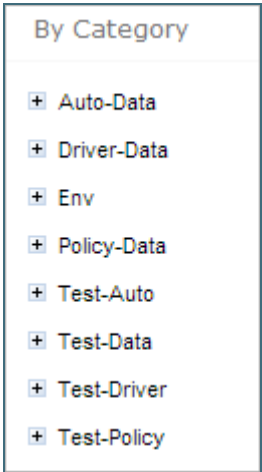 By Category
Auto-Data
Driver-Data
Env
Policy-Data
Test-Auto
Test-Data
Test-Driver
Test-Policy